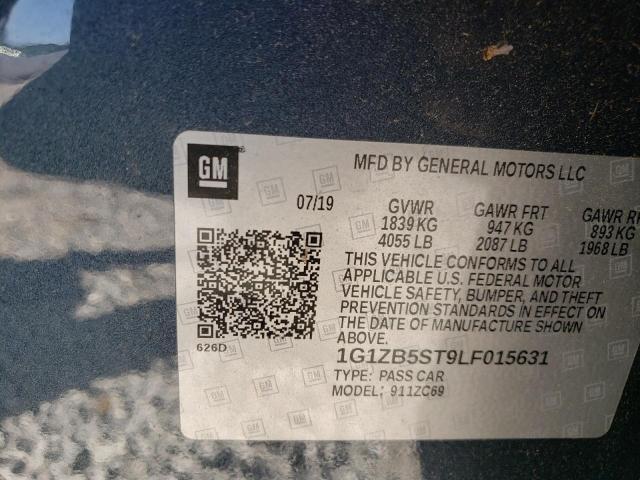 GM
MFD BY GENERAL MOTORS LLC
07/19
GVWR GAWR FRT GAWR
1839 KG 947 KG 893 KG
4055 LB 2087 LB 1968 LB
THIS VEHICLE CONFORMS TO ALL
APPLICABLE U.S. FEDERAL MOTOR
VEHICLE SAFETY, BUMPER, AND THEFT
PREVENTION STANDARDS IN EFFECT ON
THE DATE OF MANUFACTURE SHOWN
ABOVE.
626D
1G1ZB5ST9LF015631
TYPE: PASS CAR
MODEL: 911ZC69